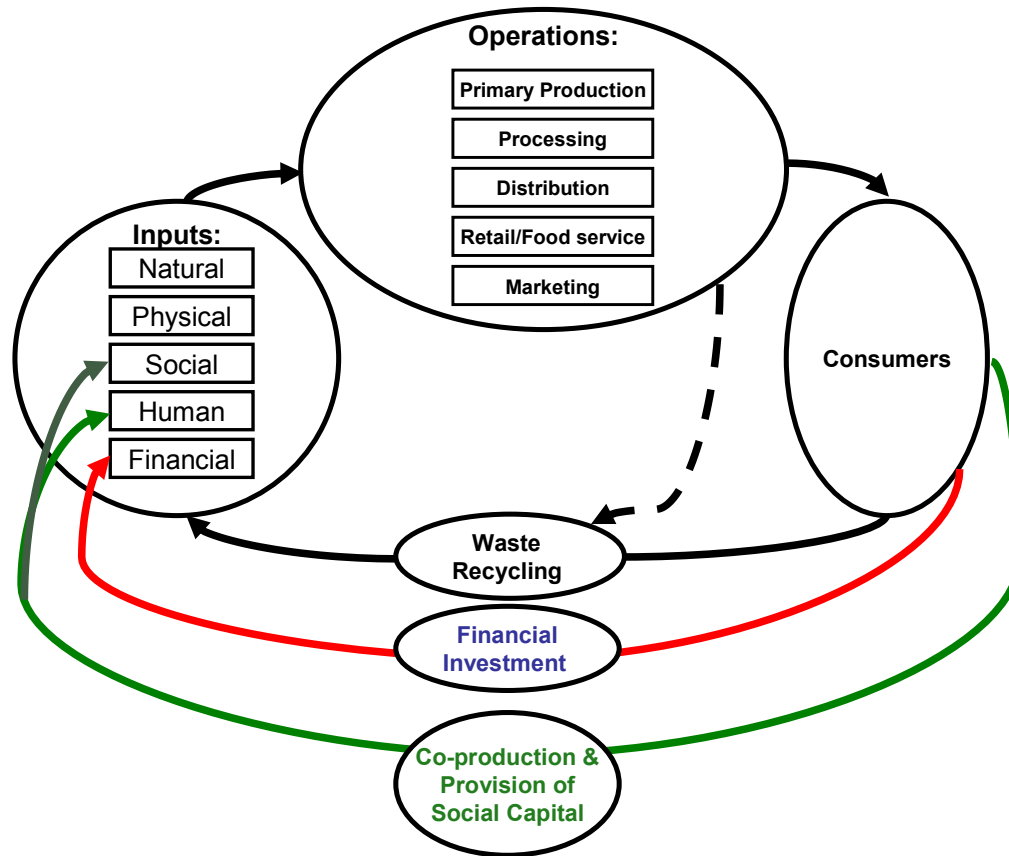 Operations:
Primary Production
Processing
Distribution
Retail/Food service
Marketing
Inputs:
Natural
Physical
Social
Human
Financial
Consumers
Waste
Recycling
Financial
Investment
Co-production &
Provision of
Social Capital